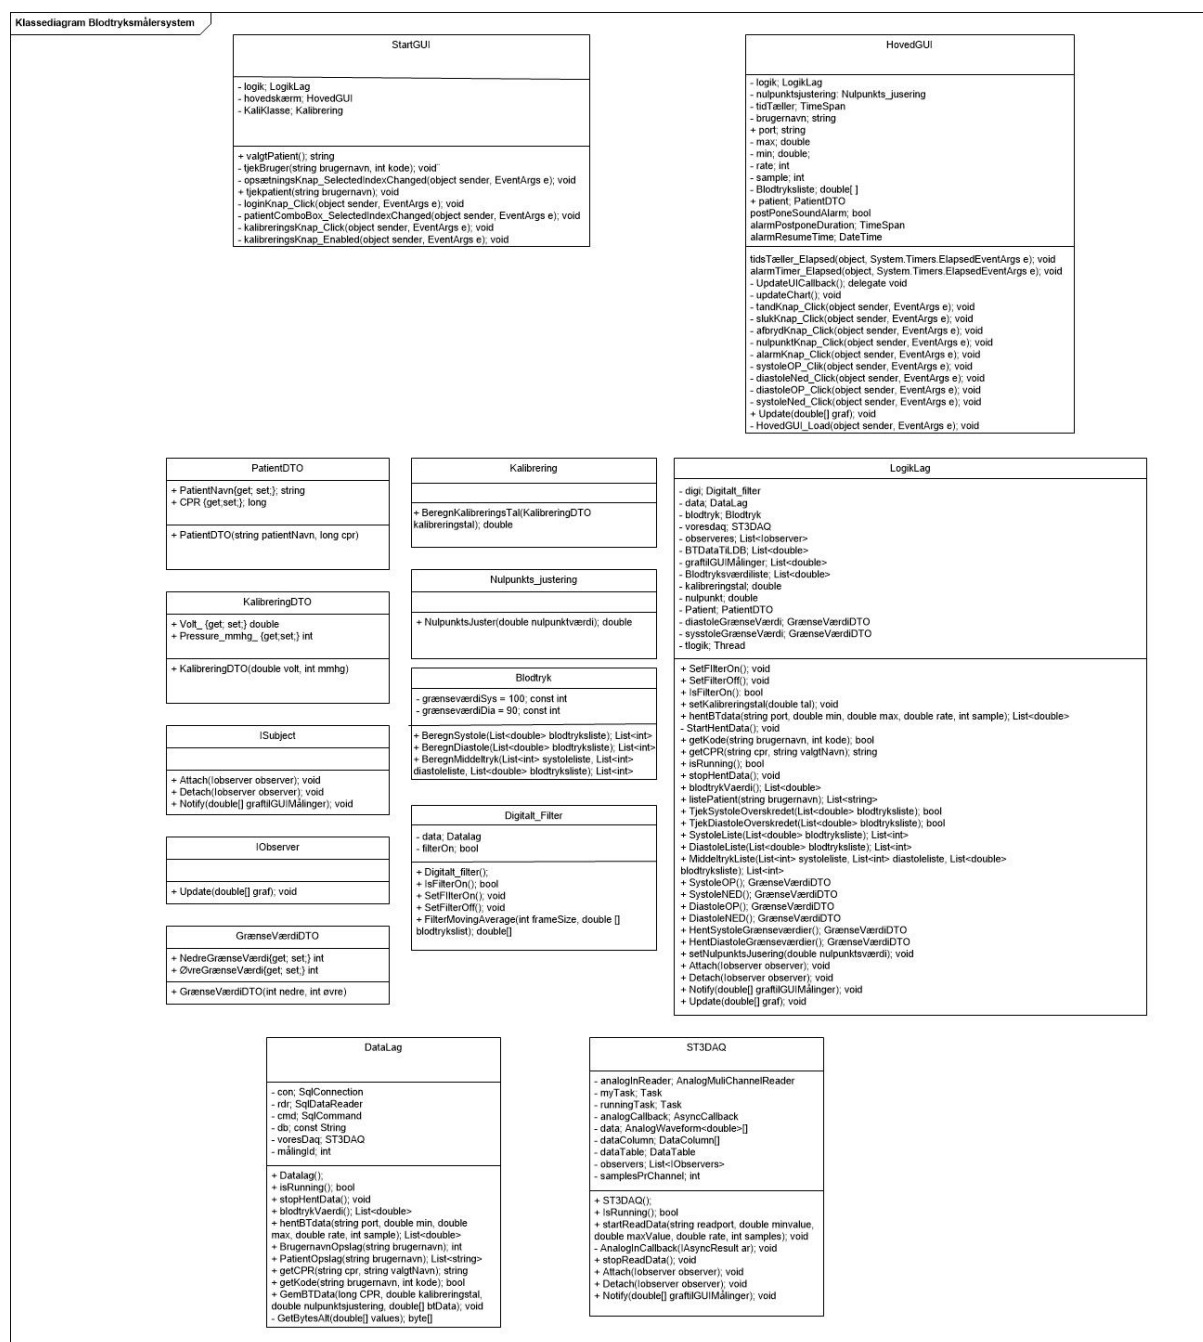 Klassediagram Blodtryksmålersystem
StartGUI
- logik; LogikLag
- hovedskærm; HovedGUI
- KaliKlasse; Kalibrering
+ valgtPatient(); string
- tjekBruger(string brugernavn, int kode); void¨
- opsætningsKnap_SelectedIndexChanged(object sender, EventArgs e); void
+ tjekpatient(string brugernavn); void
- loginKnap_Click(object sender, EventArgs e); void
- patientComboBox_SelectedIndexChanged(object sender, EventArgs e); void
- kalibreringsKnap_Click(object sender, EventArgs e); void
- kalibreringsKnap_Enabled(object sender, EventArgs e); void
HovedGUI
- logik; LogikLag
- nulpunktsjustering: Nulpunkts_jusering
- tidTæller; TimeSpan
- brugernavn; string
+ port; string
- max; double
- min; double;
- rate; int
- sample; int
- Blodtryksliste; double[ ]
+ patient; PatientDTO
postPoneSoundAlarm; bool
alarmPostponeDuration; TimeSpan
alarmResumeTime; DateTime
tidsTæller_Elapsed(object, System.Timers.ElapsedEventArgs e); void
alarmTimer_Elapsed(object, System.Timers.ElapsedEventArgs e); void
- UpdateUICallback(); delegate void
- updateChart(); void
- tandKnap_Click(object sender, EventArgs e); void
- slukKnap_Click(object sender, EventArgs e); void
- afbrydKnap_Click(object sender, EventArgs e); void
- nulpunktKnap_Click(object sender, EventArgs e); void
- alarmKnap_Click(object sender, EventArgs e); void
- systoleOP_Clik(object sender, EventArgs e); void
- diastoleNed_Click(object sender, EventArgs e); void
- diastoleOP_Click(object sender, EventArgs e); void
- systoleNed_Click(object sender, EventArgs e); void
+ Update(double[] graf); void
- HovedGUI_Load(object sender, EventArgs e); void
PatientDTO
+ PatientNavn{get; set;}; string
+ CPR {get;set;}; long
+ PatientDTO(string patientNavn, long cpr)
KalibreringDTO
+ Volt_ {get; set;} double
+ Pressure_mmhg_ {get;set;} int
+ KalibreringDTO(double volt, int mmhg)
ISubject
+ Attach(Iobserver observer); void
+ Detach(Iobserver observer); void
+ Notify(double[] graftilGUIMålinger); void
IObserver
+ Update(double[] graf); void
GrænseVærdiDTO
+ NedreGrænseVærdi{get; set;} int
+ ØvreGrænseVærdi{get; set;} int
+ GrænseVærdiDTO(int nedre, int øvre)
Kalibrering
+ BeregnKalibreringsTal(KalibreringDTO
kalibreringstal); double
Nulpunkts_justering
+ NulpunktsJuster(double nulpunktværdi); double
Blodtryk
- grænseværdiSys = 100; const int
- grænseværdiDia = 90; const int
+ BeregnSystole(List<double> blodtryksliste); List<int>
+ BeregnDiastole(List<double> blodtryksliste); List<int>
+ BeregnMiddeltryk(List<int> systoleliste, List<int>
diastoleliste, List<double> blodtryksliste); List<int>
Digitalt_Filter
- data; Datalag
- filterOn; bool
+ Digitalt_filter();
+ IsFilterOn(); bool
+ SetFIlterOn(); void
+ SetFilterOff(); void
+ FilterMovingAverage(int frameSize, double []
blodtrykslist); double[]
LogikLag
- digi; Digitalt_filter
- data; DataLag
- blodtryk; Blodtryk
- voresdaq; ST3DAQ
- observeres; List<Iobserver>
- BTDataTiLDB; List<double>
- graftilGUIMålinger; List<double>
- Blodtryksværdiliste; List<double>
- kalibreringstal; double
- nulpunkt; double
- Patient; PatientDTO
- diastoleGrænseVærdi; GrænseVærdiDTO
- sysstoleGrænseVærdi; GrænseVærdiDTO
- tlogik; Thread
+ SetFIlterOn(); void
+ SetFilterOff(); void
+ IsFilterOn(): bool
+ setKalibreringstal(double tal); void
+ hentBTdata(string port, double min, double max, double rate, int sample); List<double>
- StartHentData(); void
+ getKode(string brugernavn, int kode); bool
+ getCPR(string cpr, string valgtNavn); string
+ isRunning(); bool
+ stopHentData(); void
+ blodtrykVaerdi(); List<double>
+ listePatient(string brugernavn); List<string>
+ TjekSystoleOverskredet(List<double> blodtryksliste); bool
+ TjekDiastoleOverskredet(List<double> blodtryksliste); bool
+ SystoleListe(List<double> blodtryksliste); List<int>
+ DiastoleListe(List<double> blodtryksliste); List<int>
+ MiddeltrykListe(List<int> systoleliste, List<int> diastoleliste, List<double>
blodtryksliste); List<int>
+ SystoleOP(); GrænseVærdiDTO
+ SystoleNED(); GrænseVærdiDTO
+ DiastoleOP(); GrænseVærdiDTO
+ DiastoleNED(); GrænseVærdiDTO
+ HentSystoleGrænseværdier(); GrænseVærdiDTO
+ HentDiastoleGrænseværdier(); GrænseVærdiDTO
+ setNulpunktsJusering(double nulpunktsværdi); void
+ Attach(Iobserver observer); void
+ Detach(Iobserver observer); void
+ Notify(double[] graftilGUIMålinger); void
+ Update(double[] graf); void
DataLag
- con; SqlConnection
- rdr; SqlDataReader
- cmd; SqlCommand
- db; const String
- voresDaq; ST3DAQ
- målingId; int
+ Datalag();
+ isRunning(); bool
+ stopHentData(); void
+ blodtrykVaerdi(); List<double>
+ hentBTdata(string port, double min, double
max, double rate, int sample); List<double>
+ BrugernavnOpslag(string brugernavn); int
+ PatientOpslag(string brugernavn); List<string>
+ getCPR(string cpr, string valgtNavn); string
+ getKode(string brugernavn, int kode); bool
+ GemBTData(long CPR, double kalibreringstal,
double nulpunktsjustering, double[] btData); void
- GetBytesAlt(double[] values); byte[]
ST3DAQ
- analogInReader; AnalogMuliChannelReader
- myTask; Task
- runningTask; Task
- analogCallback; AsyncCallback
- data; AnalogWaveform<double>[]
- dataColumn; DataColumn[]
- dataTable; DataTable
- observers; List<IObservers>
- samplesPrChannel; int
+ ST3DAQ();
+ IsRunning(); bool
+ startReadData(string readport, double minvalue,
double maxValue, double rate, int samples); void
- AnalogInCallback(IAsyncResult ar); void
+ stopReadData(); void
+ Attach(Iobserver observer); void
+ Detach(Iobserver observer); void
+ Notify(double[] graftilGUIMålinger); void